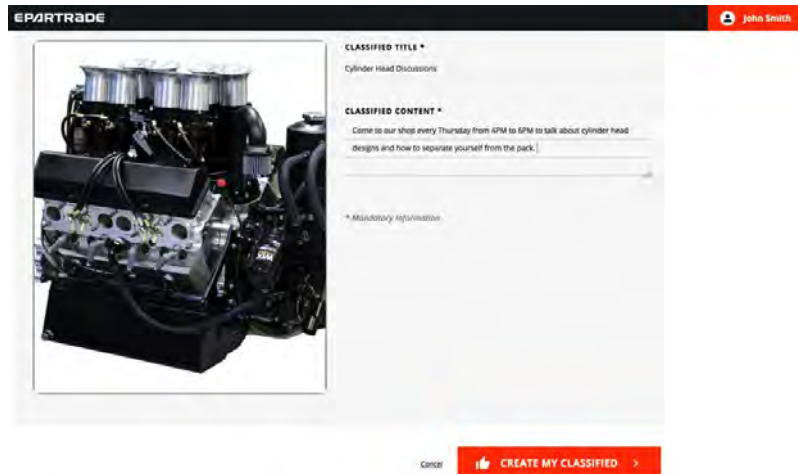 EPARTRADE
John Smith
CLASSIFIED TITLE *
Cylinder Head Discussions
CLASSIFIED CONTENT *
Come to our shop every Thursday from 4PM to 6PM to talk about cylinder head
designs and how to separate yourself from the pack.
* Mandatory information
Cancel
CREATE MY CLASSIFIED >